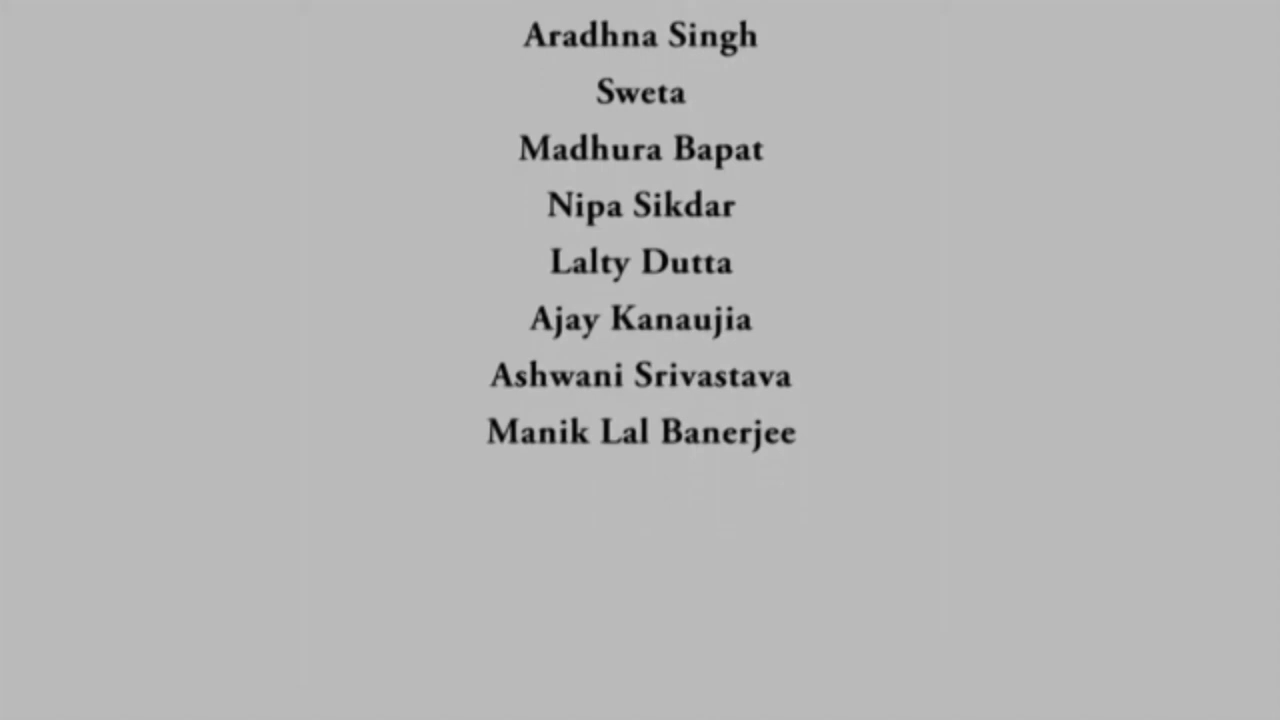 Aradhna Singh
Sweta
Madhura Bapat
Nipa Sikdar
Lalty Dutta
Ajay Kanaujia
Ashwani Srivastava
Manik Lal Banerjee